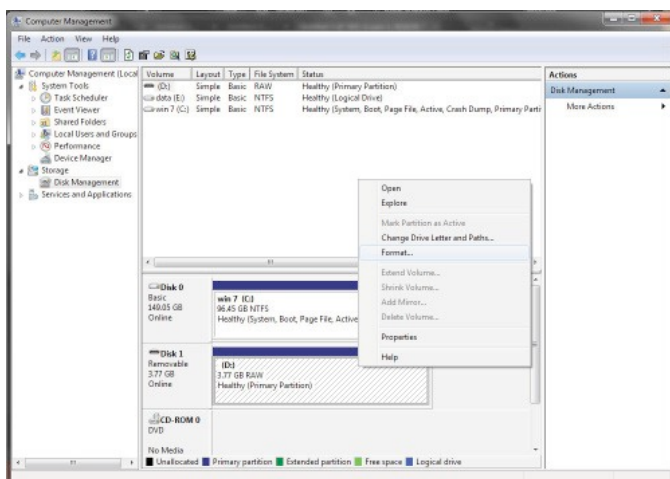 Computer Management
File Action View Help
Computer Management (Local
System Tools
Task Scheduler
Event Viewer
Shared Folders
Local Users and Groups
Performance
Device Manager
Storage
Disk Management
Services and Applications
Volume Layout Type File System Status
(D:) Simple Basic RAW Healthy (Primary Partition)
data (E:) Simple Basic NTFS Healthy (Logical Drive)
win 7 (C:) Simple Basic NTFS Healthy (System, Boot, Page File, Active, Crash Dump, Primary Parti
Actions
Disk Management
More Actions
Open
Explore
Mark Partition as Active
Change Drive Letter and Paths...
Format...
Extend Volume...
Shrink Volume...
Add Mirror...
Delete Volume...
Properties
Help
Disk 0
Basic
149.05 GB
Online
win 7 (C:)
96.45 GB NTFS
Healthy (System, Boot, Page File, Active
Disk 1
Removable
3.77 GB
Online
(D:)
3.77 GB RAW
Healthy (Primary Partition)
CD-ROM 0
DVD
No Media
Unallocated Primary partition Extended partition Free space Logical drive